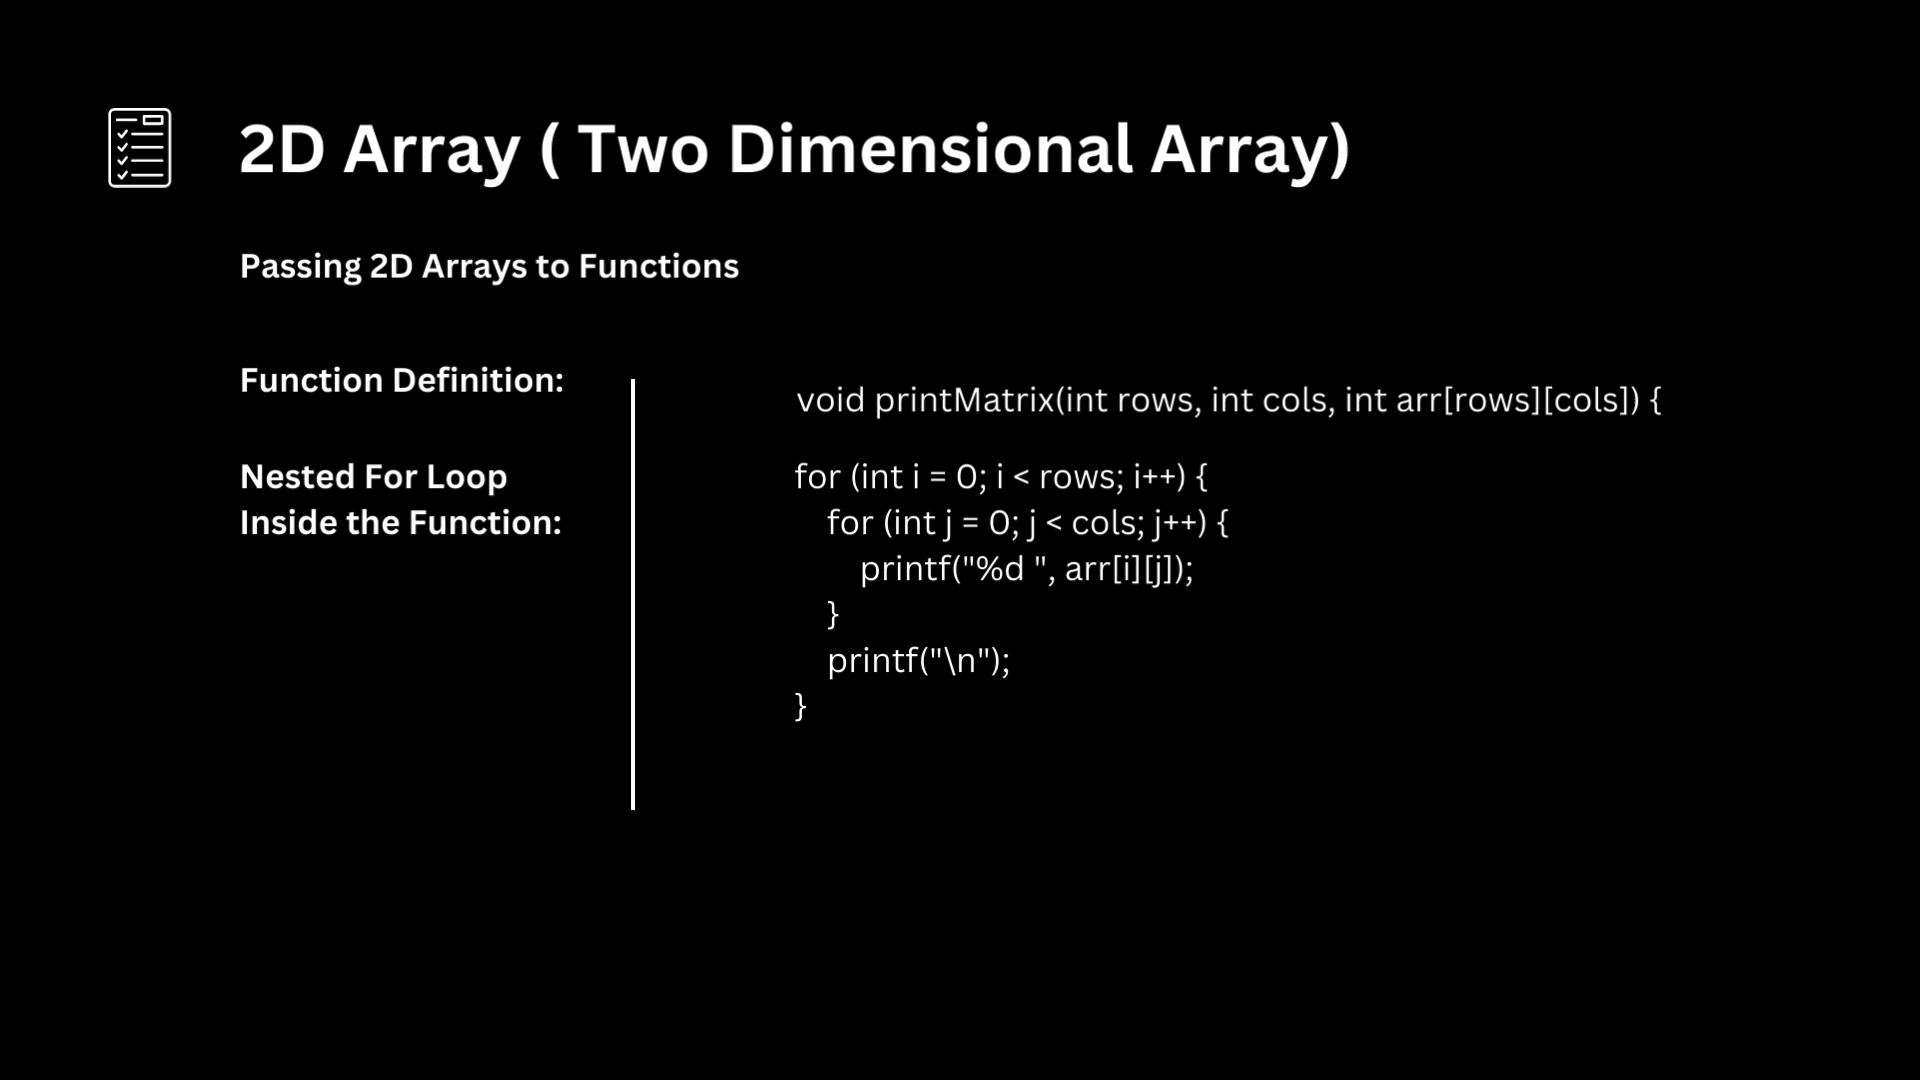 2D Array ( Two Dimensional Array)
Passing 2D Arrays to Functions
Function Definition:
void printMatrix(int rows, int cols, int arr[rows][cols]) {
Nested For Loop
Inside the Function:
for (int i = 0; i < rows; i++) {
    for (int j = 0; j < cols; j++) {
        printf("%d ", arr[i][j]);
    }
    printf("\n");
}